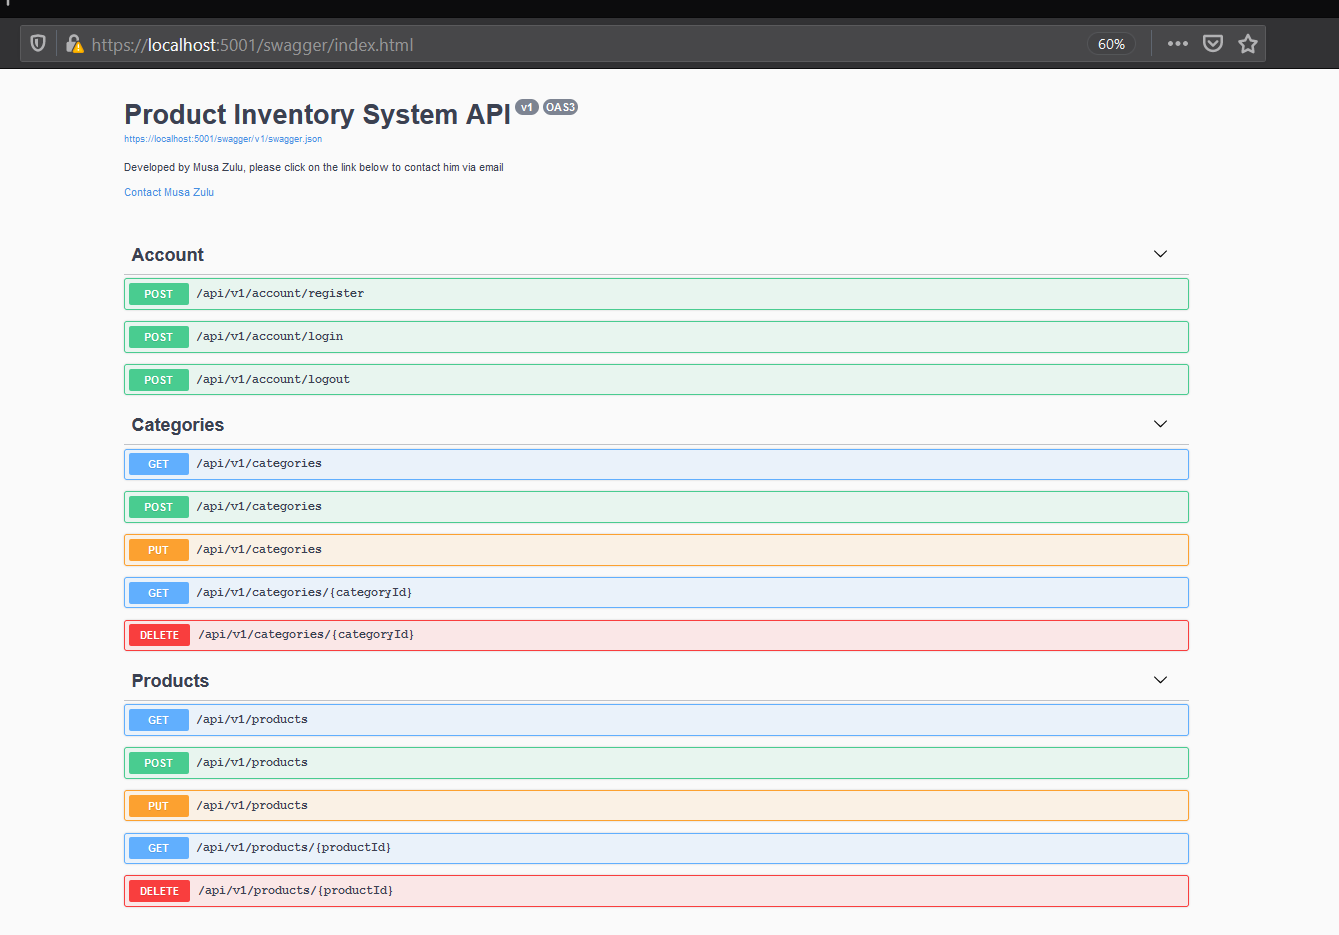 https://localhost:5001/swagger/index.html 60%
Product Inventory System API v1 OAS3
https://localhost:5001/swagger/v1/swagger.json
Developed by Musa Zulu, please click on the link below to contact him via email
Contact Musa Zulu
Account
POST /api/v1/account/register
POST /api/v1/account/login
POST /api/v1/account/logout
Categories
GET /api/v1/categories
POST /api/v1/categories
PUT /api/v1/categories
GET /api/v1/categories/{categoryId}
DELETE /api/v1/categories/{categoryId}
Products
GET /api/v1/products
POST /api/v1/products
PUT /api/v1/products
GET /api/v1/products/{productId}
DELETE /api/v1/products/{productId}